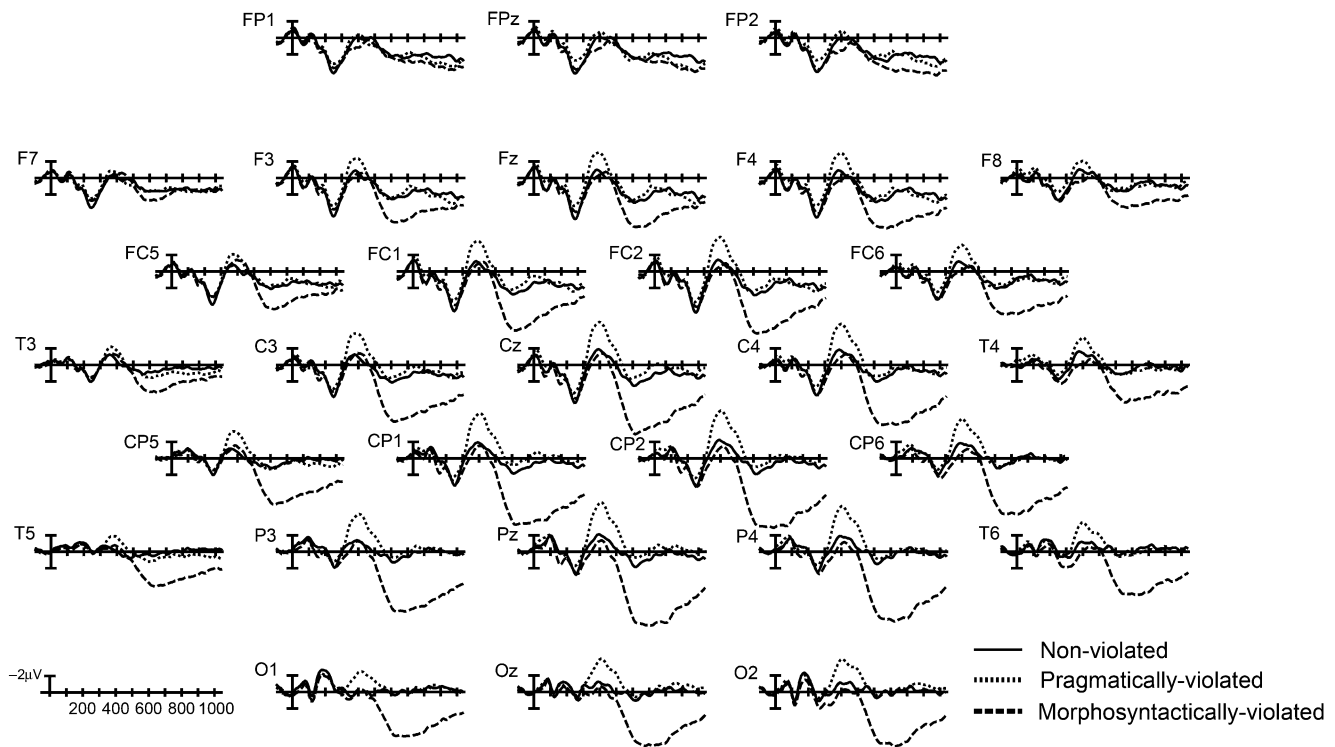 FP1 FPz FP2
F7 F3 Fz F4 F8
FC5 FC1 FC2 FC6
T3 C3 Cz C4 T4
CP5 CP1 CP2 CP6
T5 P3 Pz P4 T6
O1 Oz O2
−2μV
200 400 600 800 1000
Non-violated
Pragmatically-violated
Morphosyntactically-violated